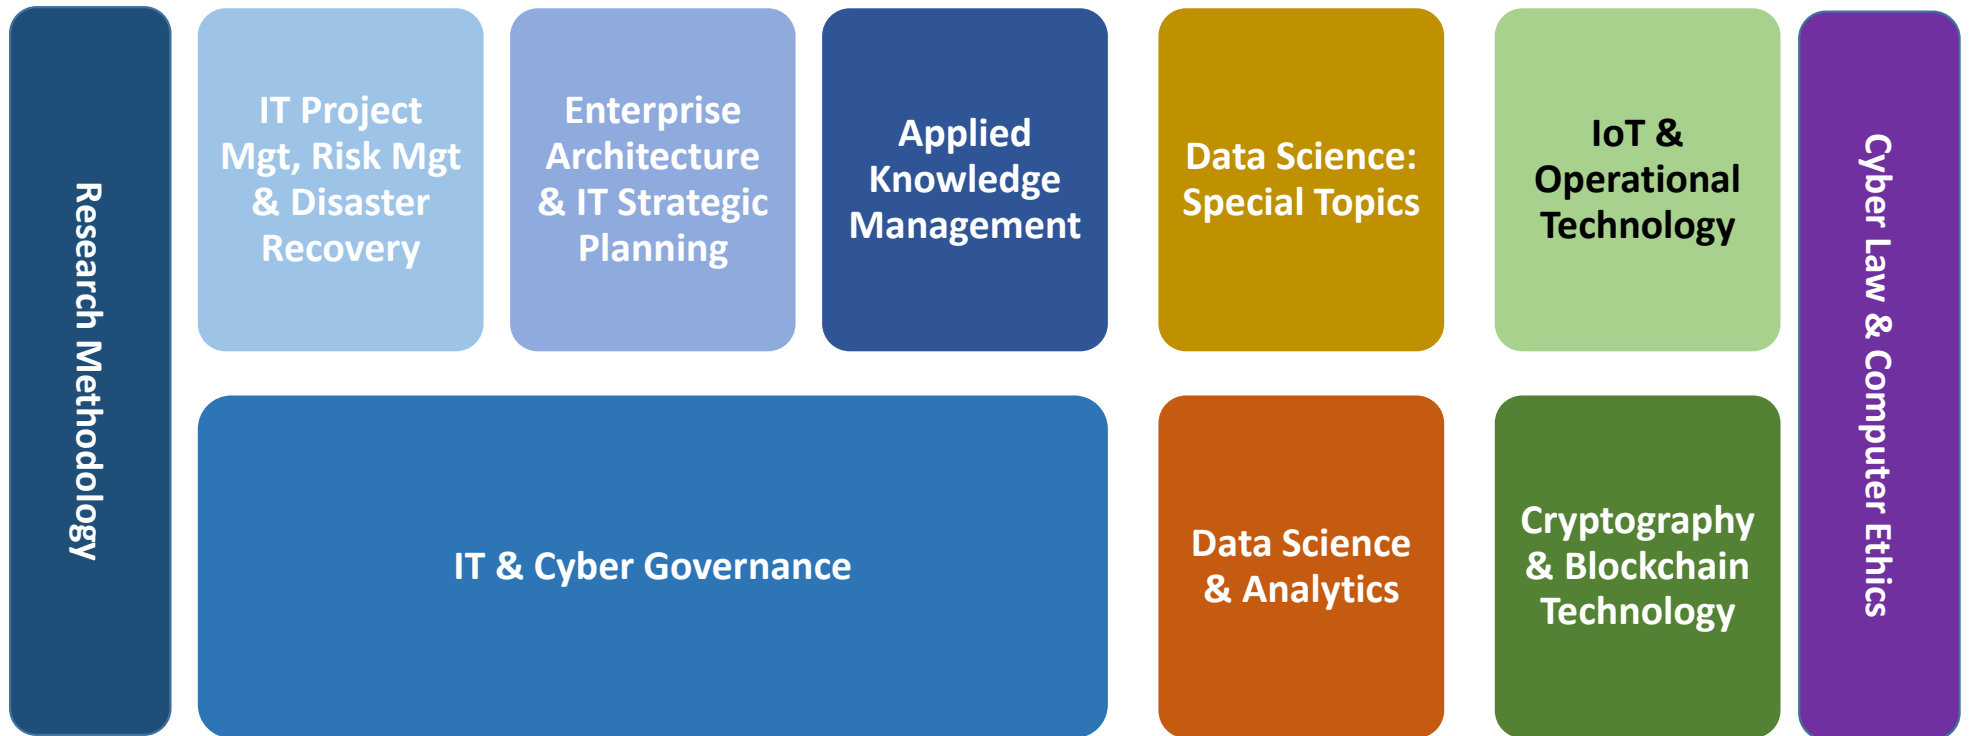 Research Methodology
IT Project
Mgt, Risk Mgt
& Disaster
Recovery
Enterprise
Architecture
& IT Strategic
Planning
Applied
Knowledge
Management
Data Science:
Special Topics
IoT &
Operational
Technology
IT & Cyber Governance
Data Science
& Analytics
Cryptography
& Blockchain
Technology
Cyber Law & Computer Ethics